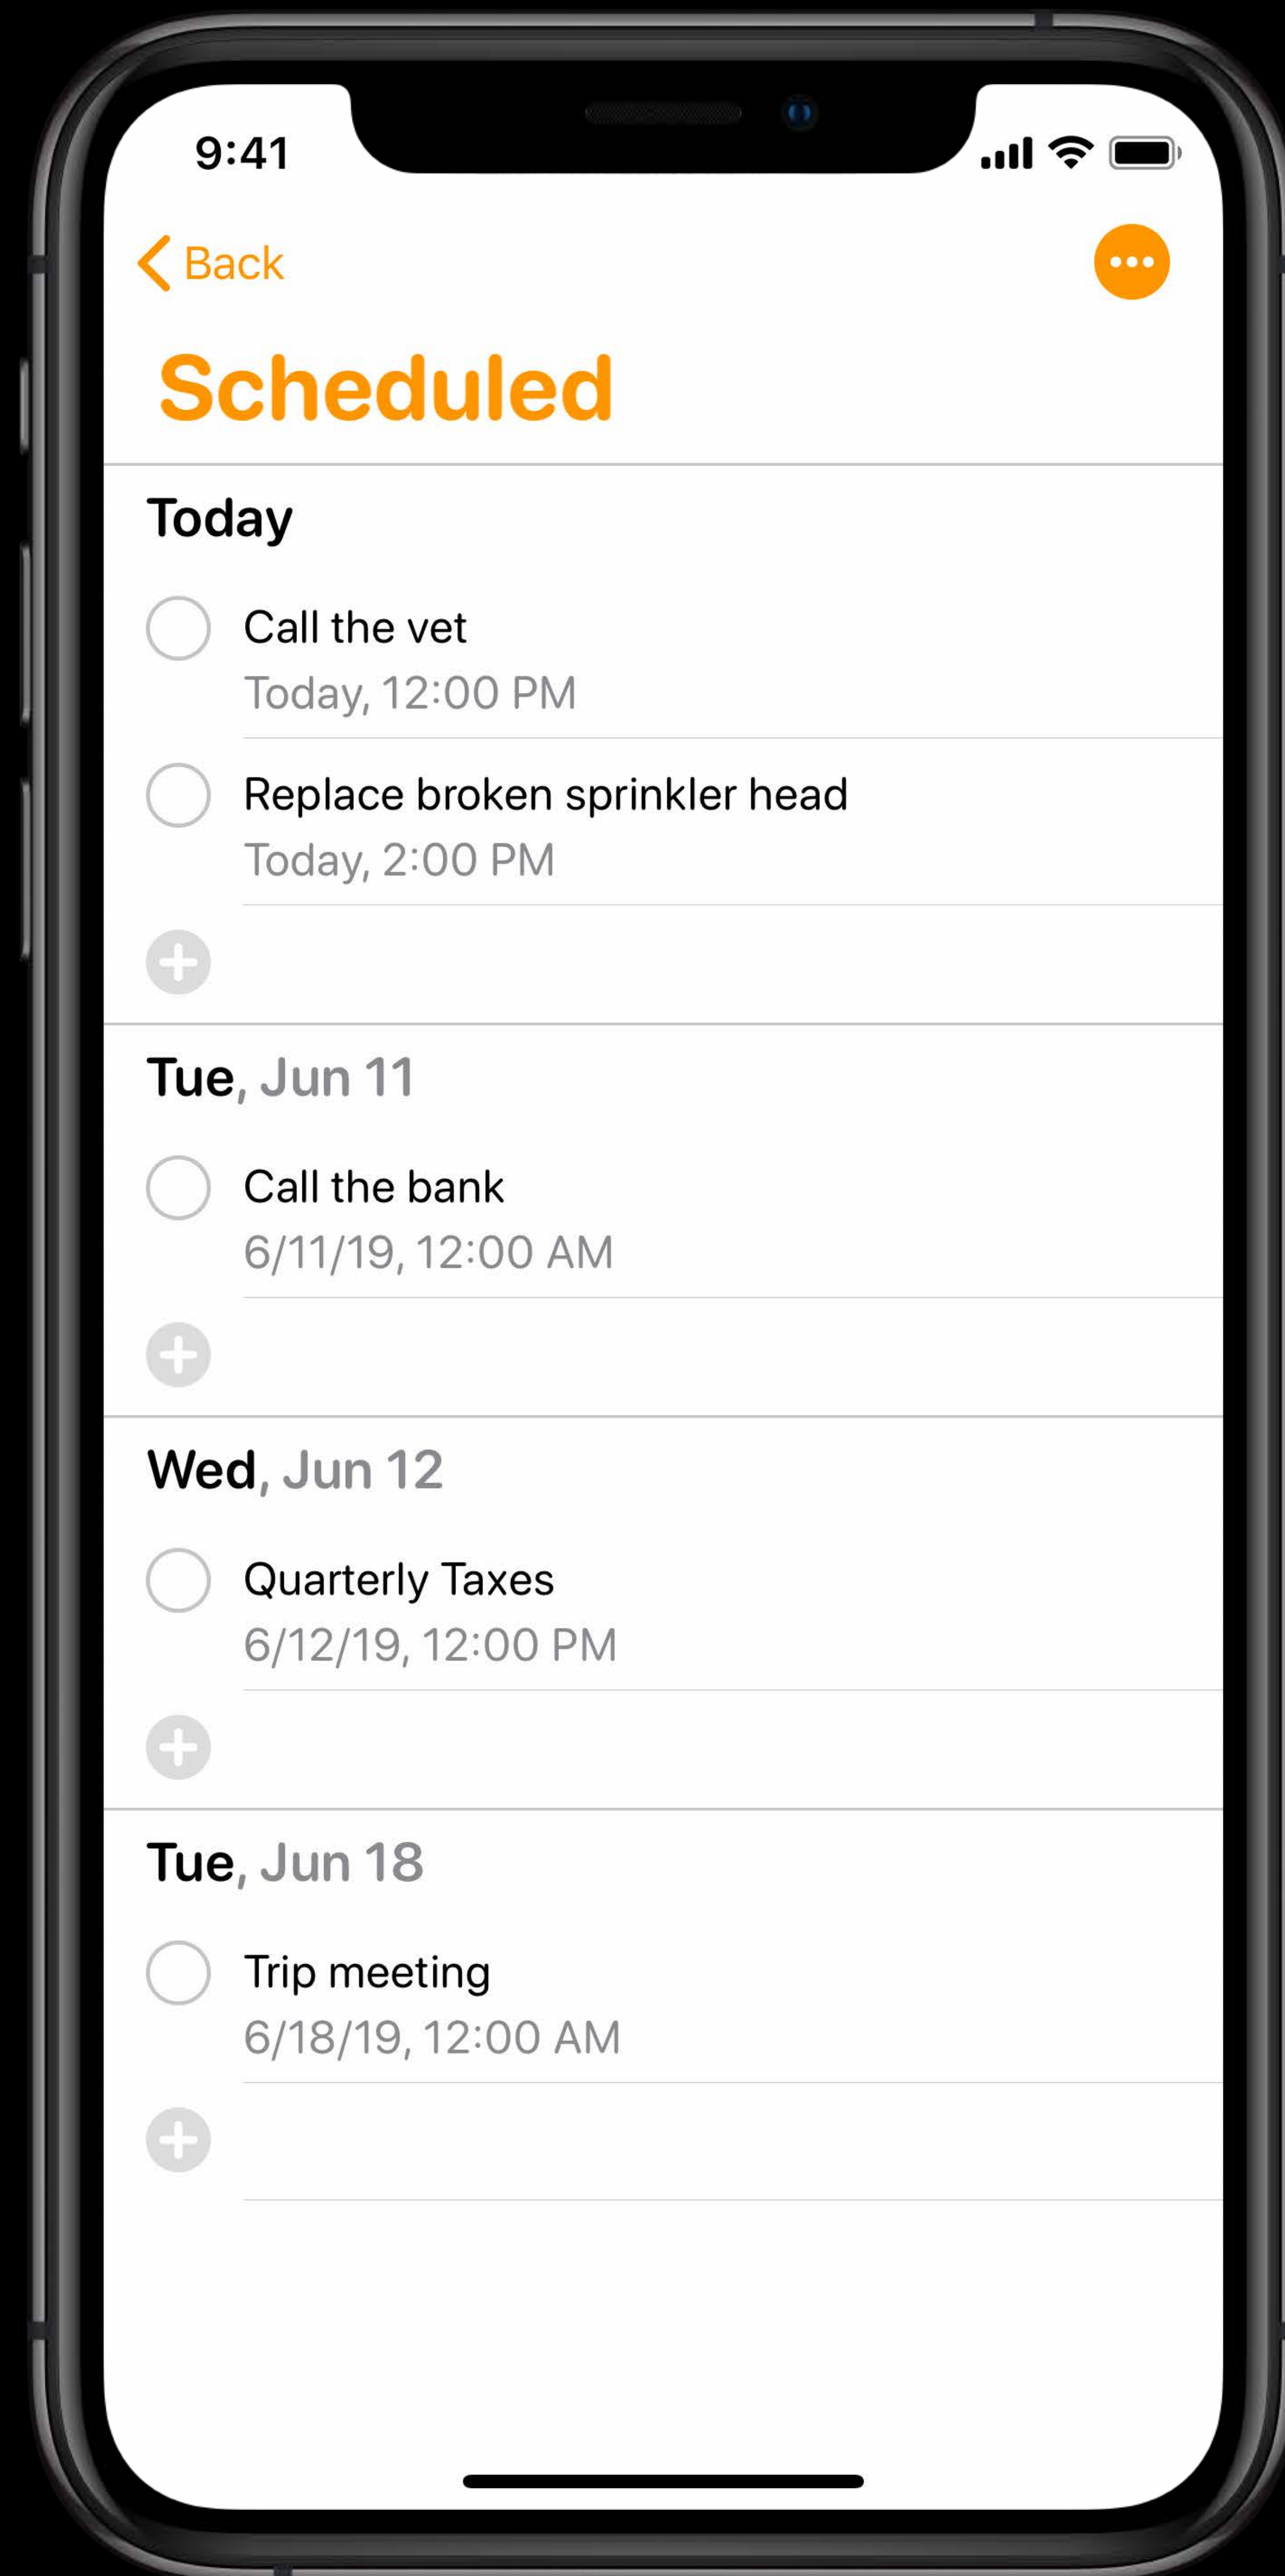 9:41
Back
Scheduled
Today
Call the vet
Today, 12:00 PM
Replace broken sprinkler head
Today, 2:00 PM
Tue, Jun 11
Call the bank
6/11/19, 12:00 AM
Wed, Jun 12
Quarterly Taxes
6/12/19, 12:00 PM
Tue, Jun 18
Trip meeting
6/18/19, 12:00 AM